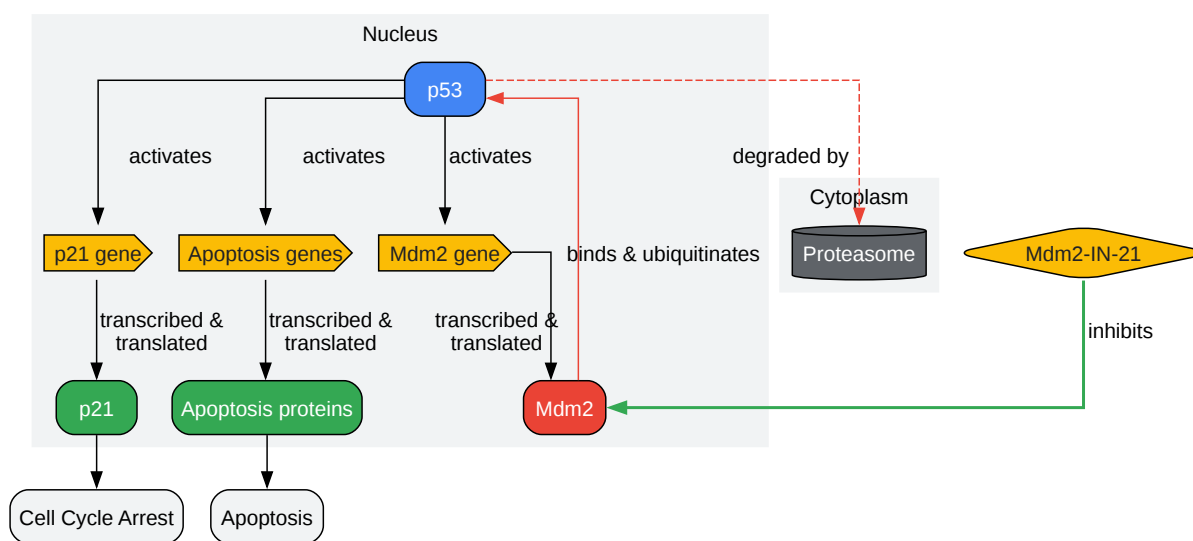 Nucleus
p53
activates
activates
activates
degraded by
Cytoplasm
p21 gene
Apoptosis genes
Mdm2 gene
binds & ubiquitinates
Proteasome
Mdm2-IN-21
transcribed &
translated
transcribed &
translated
transcribed &
translated
inhibits
p21
Apoptosis proteins
Mdm2
Cell Cycle Arrest
Apoptosis